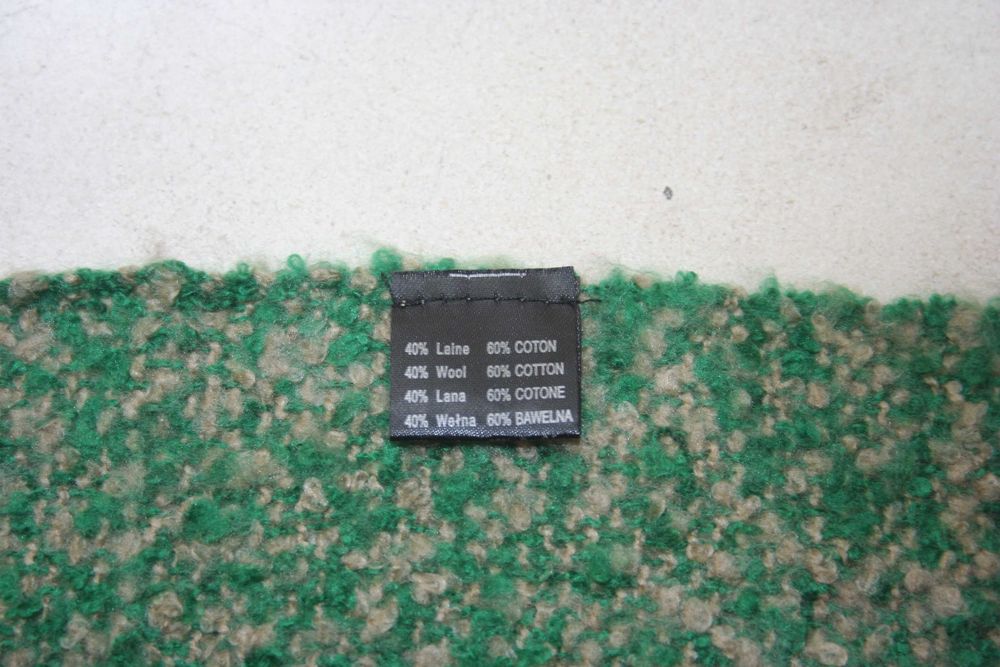 40% Laine 60% COTON
40% Wool 60% COTTON
40% Lana 60% COTONE
40% Wełna 60% BAWELNA